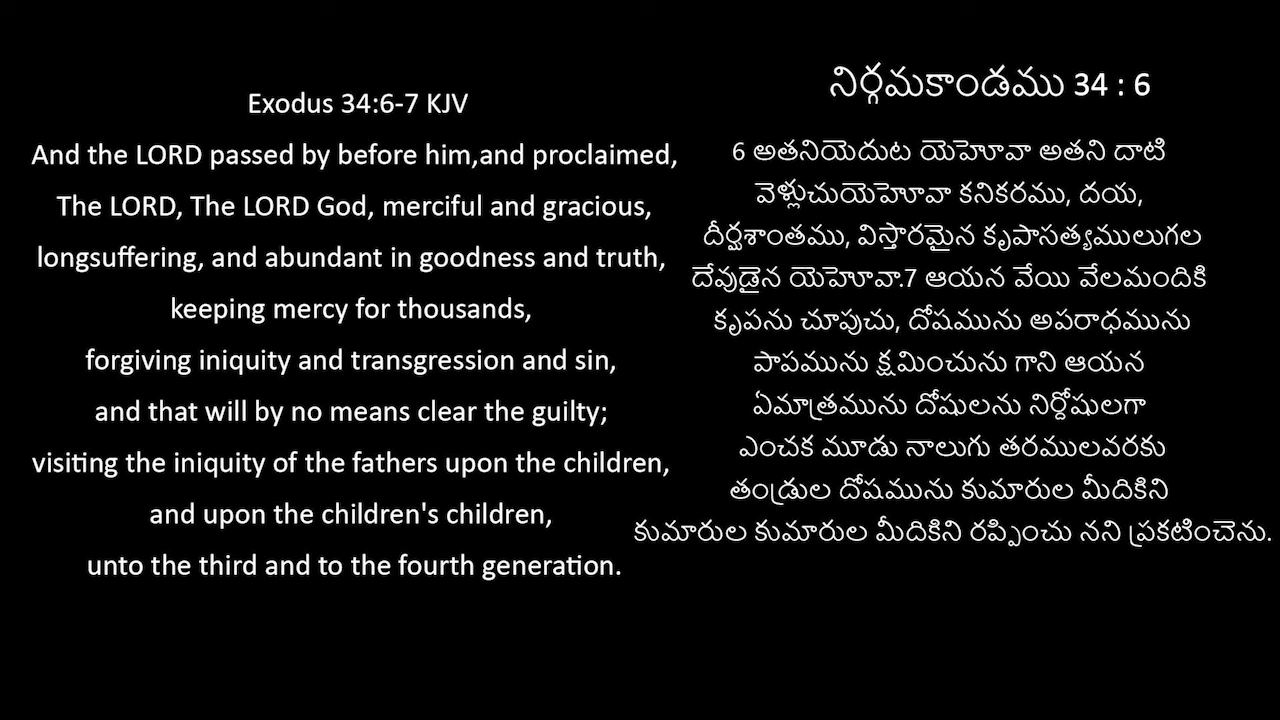 Exodus 34:6-7 KJV
And the LORD passed by before him,and proclaimed,
The LORD, The LORD God, merciful and gracious,
longsuffering, and abundant in goodness and truth,
keeping mercy for thousands,
forgiving iniquity and transgression and sin,
and that will by no means clear the guilty;
visiting the iniquity of the fathers upon the children,
and upon the children's children,
unto the third and to the fourth generation.
నిర్గమకాండము 34 : 6
6 అతనియెదుట యెహోవా అతని దాటి
వెళ్లుచుయెహోవా కనికరము, దయ,
దీర్ఘశాంతము, విస్తారమైన కృపాసత్యములుగల
దేవుడైన యెహోవా.7 ఆయన వేయి వేలమందికి
కృపను చూపుచు, దోషమును అపరాధమును
పాపమును క్షమించును గాని ఆయన
ఏమాత్రమును దోషులను నిర్దోషులగా
ఎంచక మూడు నాలుగు తరములవరకు
తండ్రుల దోషమును కుమారుల మీదికిని
కుమారుల కుమారుల మీదికిని రప్పించు నని ప్రకటించెను.